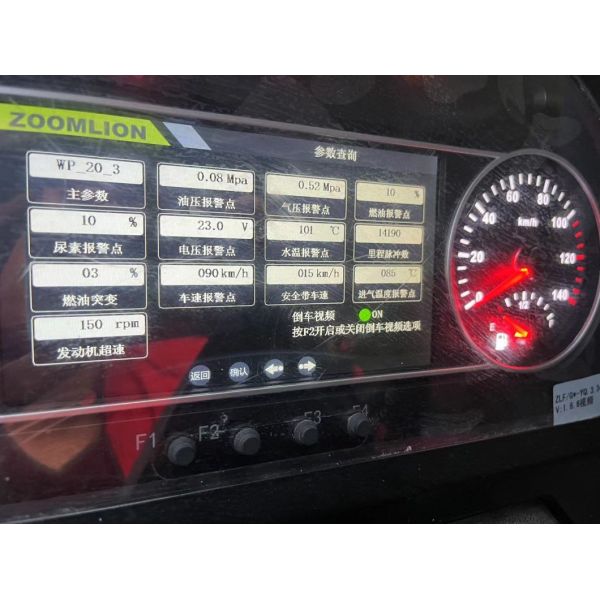 ZOOMLION
参数查询
WP_20_3
主参数
0.08 Mpa
油压报警点
0.52 Mpa
气压报警点
10 %
燃油报警点
10 %
尿素报警点
23.0 V
电压报警点
101 ℃
水温报警点
14190
里程脉冲数
03 %
燃油突变
090 km/h
车速报警点
015 km/h
安全带车速
085 ℃
进气温度报警点
150 rpm
发动机超速
倒车视频 ON
按F2开启或关闭倒车视频选项
返回
确认
F1
F2
F3
F4
0
20
40
60
80
100
120
140
km/h
E
1/2
V:1.6.6视频